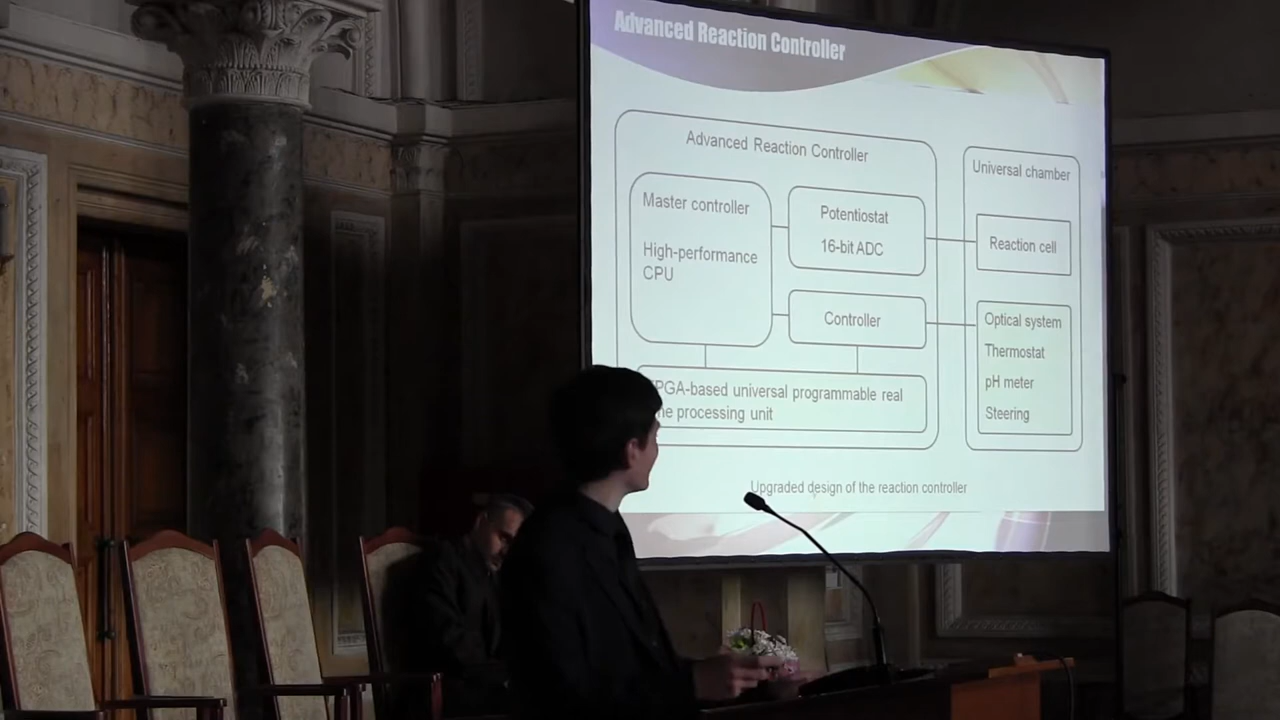 Advanced Reaction Controller
Advanced Reaction Controller
Master controller
High-performance
CPU
Potentiostat
16-bit ADC
Controller
PGA-based universal programmable real
processing unit
Universal chamber
Reaction cell
Optical system
Thermostat
pH meter
Steering
Upgraded design of the reaction controller